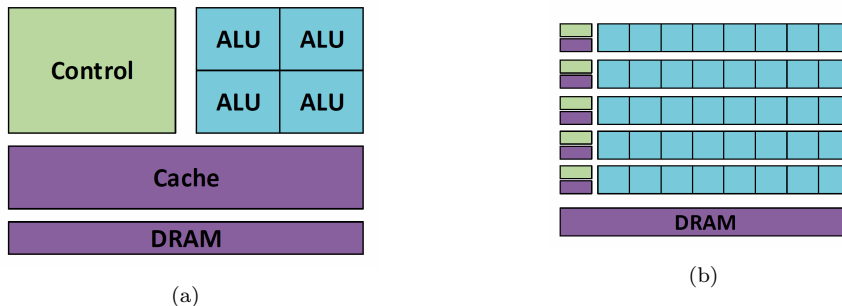 Control
ALU ALU
ALU ALU
Cache
DRAM
(a)
DRAM
(b)